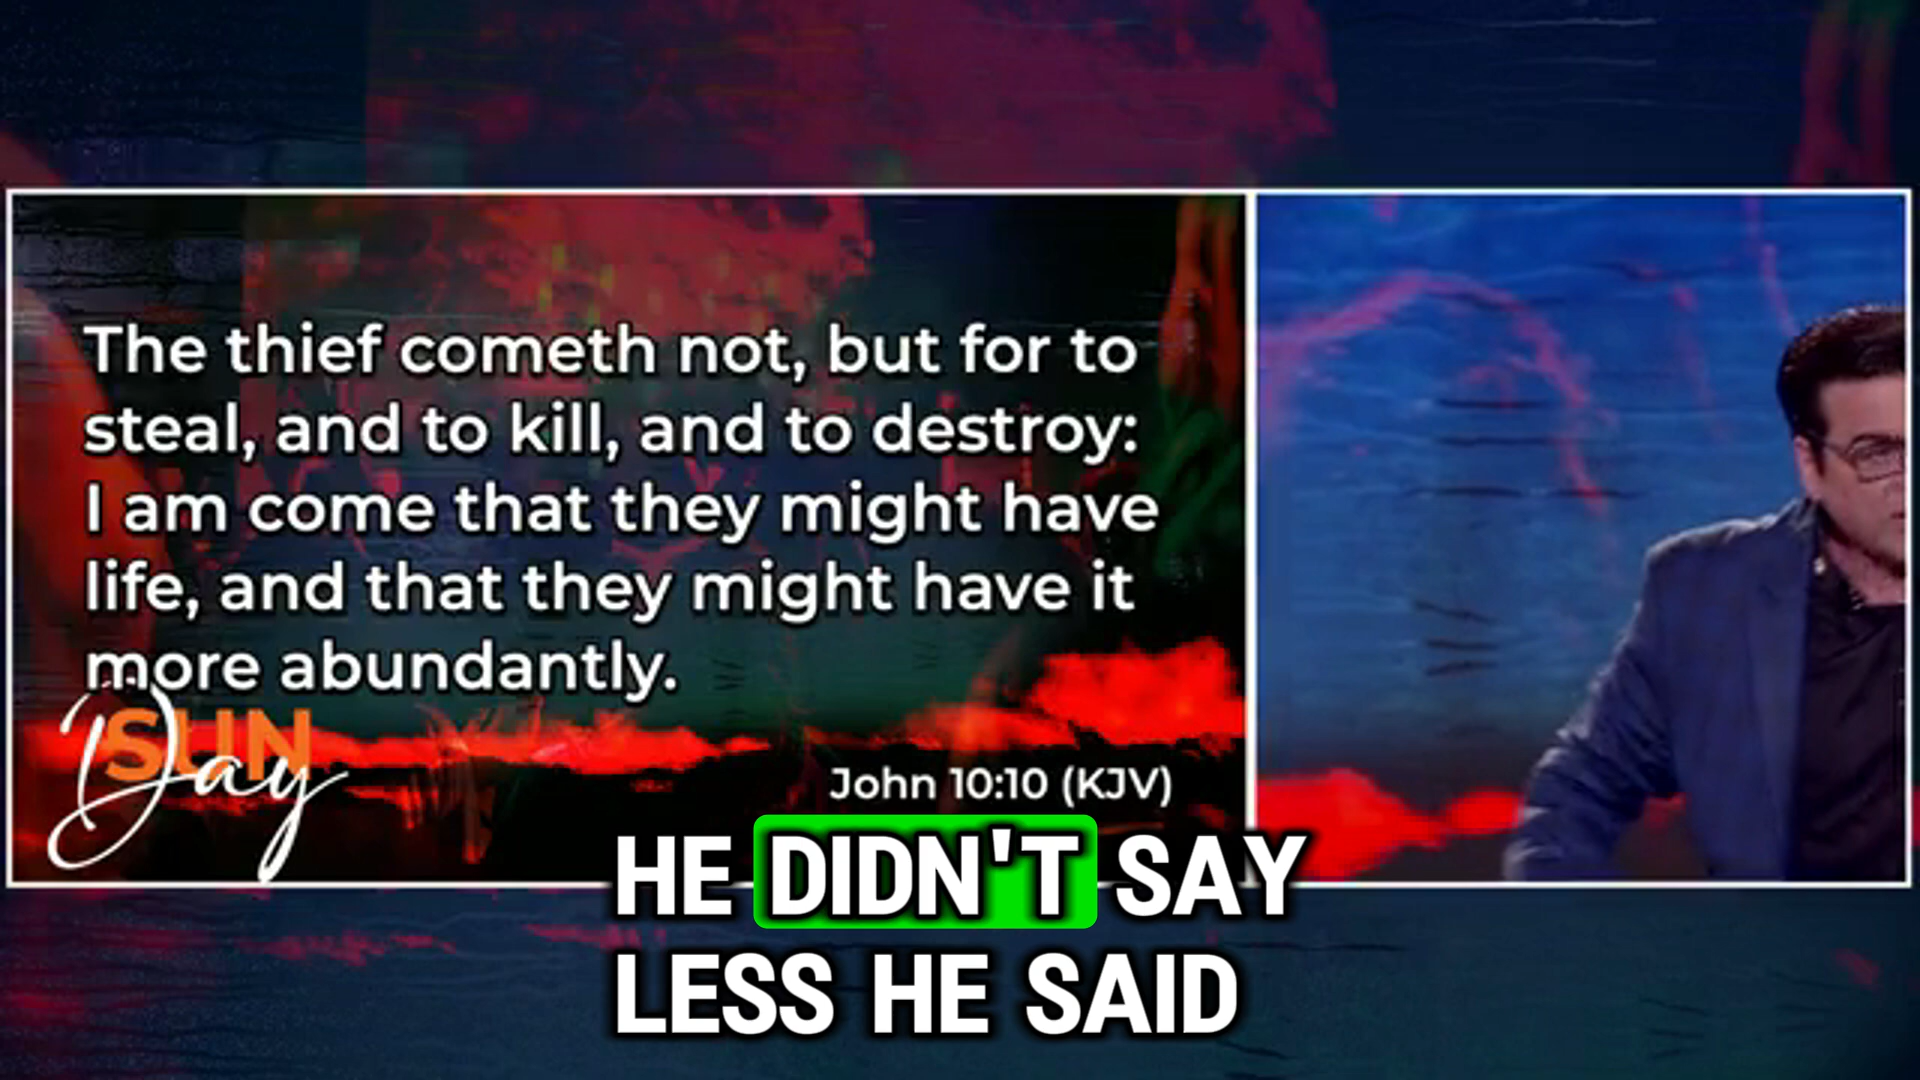 The thief cometh not, but for to
steal, and to kill, and to destroy:
I am come that they might have
life, and that they might have it
more abundantly.
SUN
Day
John 10:10 (KJV)
HE DIDN'T SAY
LESS HE SAID